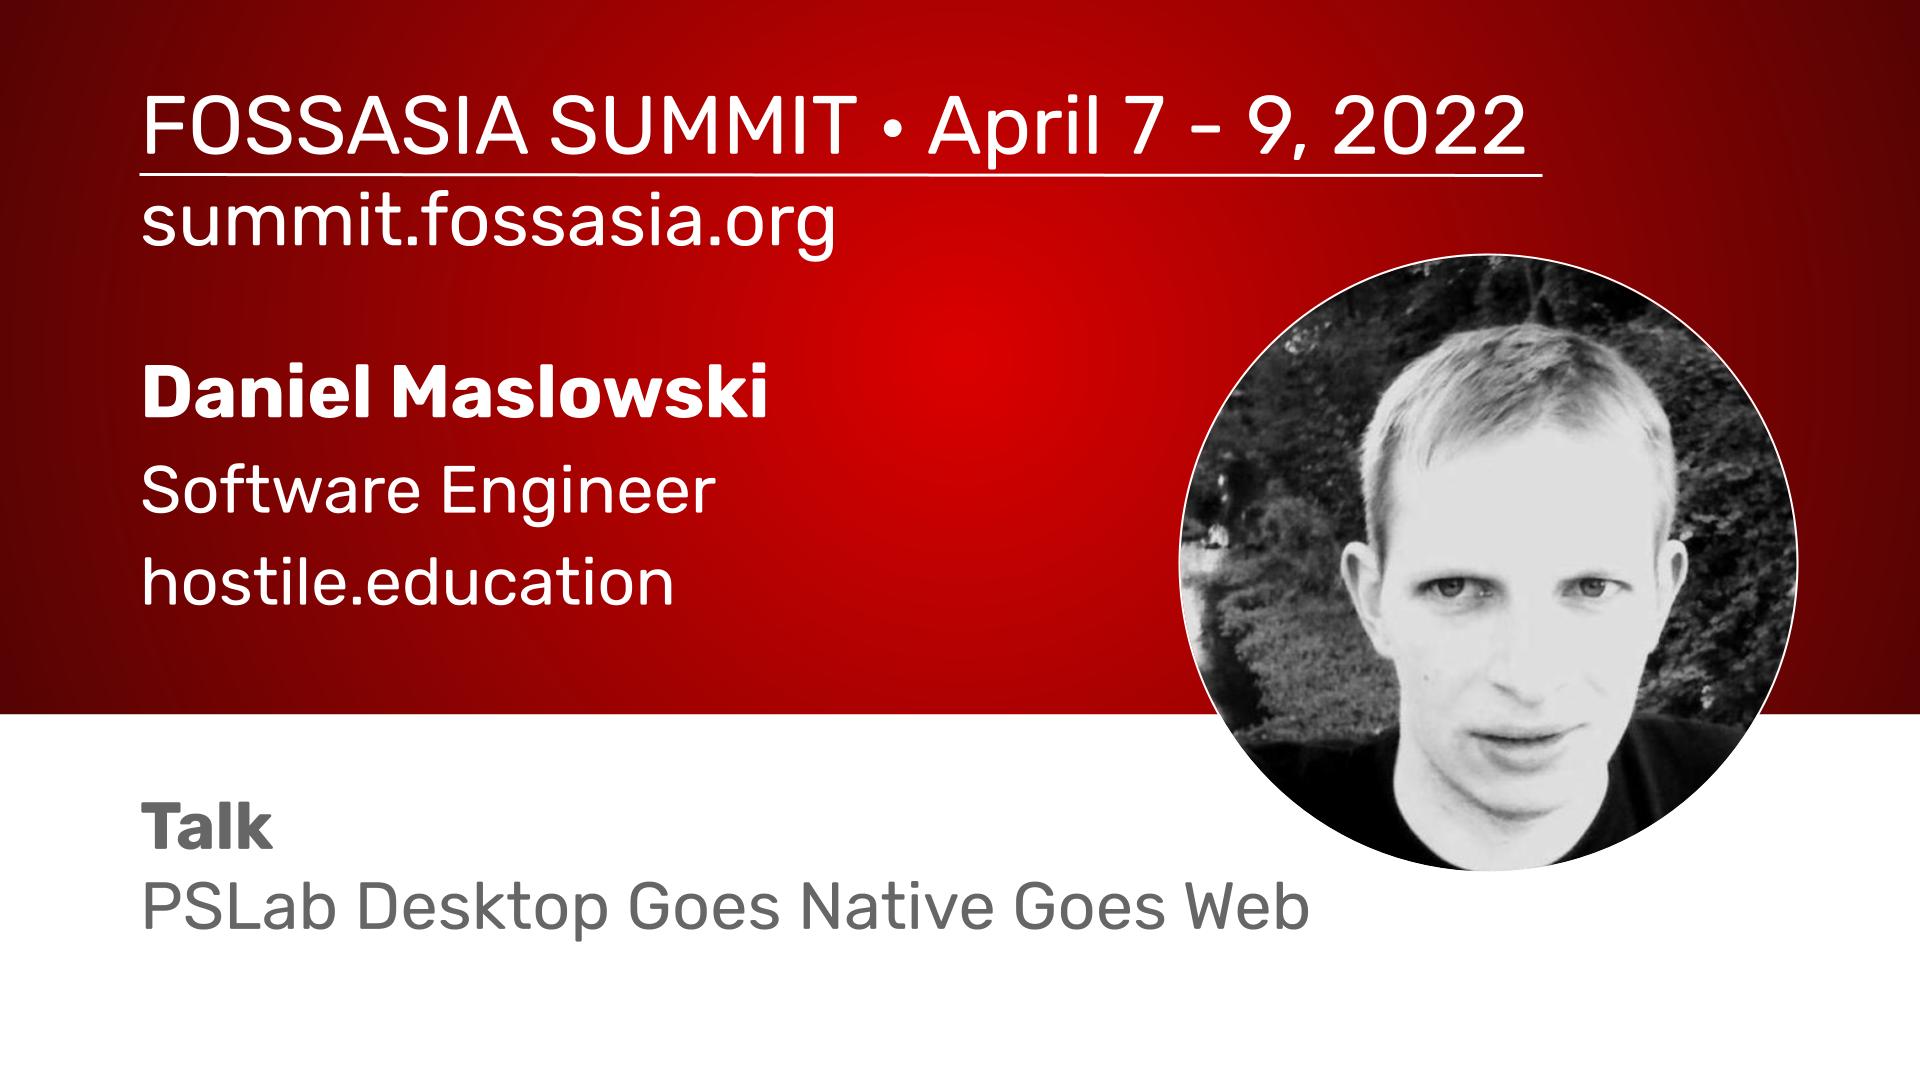 FOSSASIA SUMMIT • April 7 - 9, 2022
summit.fossasia.org
Daniel Maslowski
Software Engineer
hostile.education
Talk
PSLab Desktop Goes Native Goes Web